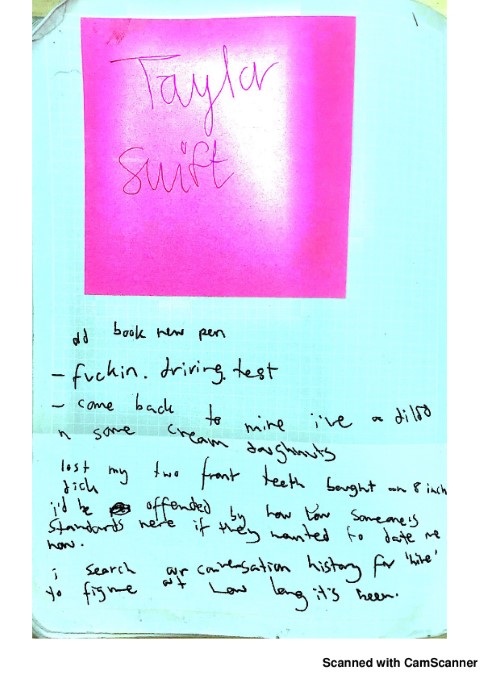 Taylor
Swift
old book new pen
- fuckin. driving. test
- come back to mine i've a dildo
n some cream doughnuts
lost my two front teeth bought an 8 inch
dick
i'd be offended by how low someone's
standards were if they wanted to date me
now.
i search our conversation history for 'bite'
to figure out how long it's been.
Scanned with CamScanner